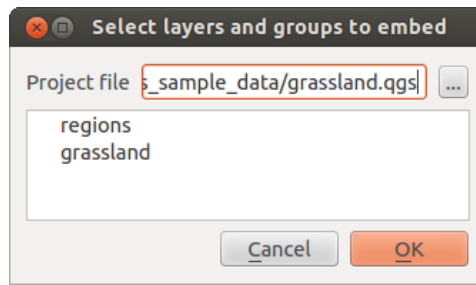 Select layers and groups to embed
Project file s_sample_data/grassland.qgs ...
regions
grassland
Cancel OK